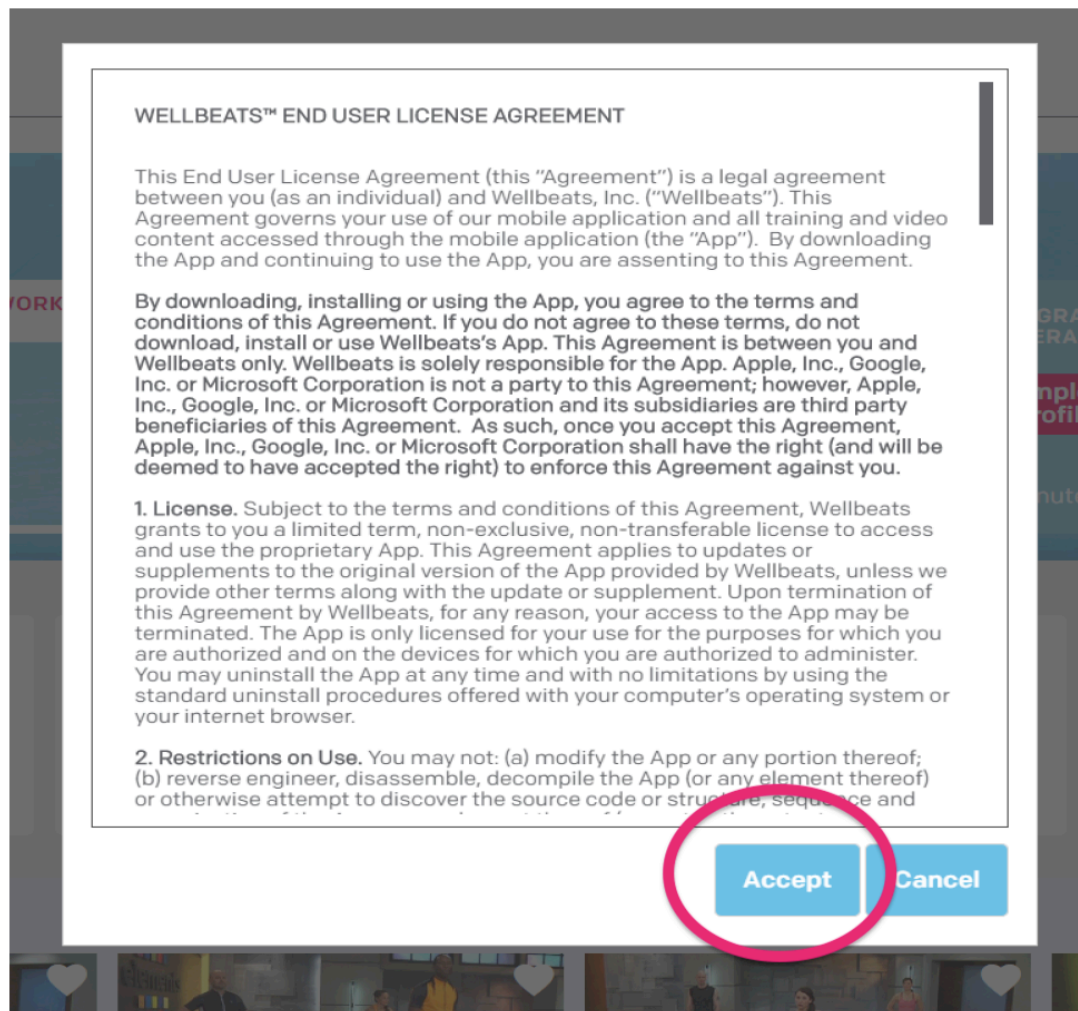 WELLBEATS™ END USER LICENSE AGREEMENT
This End User License Agreement (this “Agreement”) is a legal agreement
between you (as an individual) and Wellbeats, Inc. (“Wellbeats”). This
Agreement governs your use of our mobile application and all training and video
content accessed through the mobile application (the “App”).  By downloading
the App and continuing to use the App, you are assenting to this Agreement.
By downloading, installing or using the App, you agree to the terms and
conditions of this Agreement. If you do not agree to these terms, do not
download, install or use Wellbeats’s App. This Agreement is between you and
Wellbeats only. Wellbeats is solely responsible for the App. Apple, Inc., Google,
Inc. or Microsoft Corporation is not a party to this Agreement; however, Apple,
Inc., Google, Inc. or Microsoft Corporation and its subsidiaries are third party
beneficiaries of this Agreement.  As such, once you accept this Agreement,
Apple, Inc., Google, Inc. or Microsoft Corporation shall have the right (and will be
deemed to have accepted the right) to enforce this Agreement against you.
1. License. Subject to the terms and conditions of this Agreement, Wellbeats
grants to you a limited term, non-exclusive, non-transferable license to access
and use the proprietary App. This Agreement applies to updates or
supplements to the original version of the App provided by Wellbeats, unless we
provide other terms along with the update or supplement. Upon termination of
this Agreement by Wellbeats, for any reason, your access to the App may be
terminated. The App is only licensed for your use for the purposes for which you
are authorized and on the devices for which you are authorized to administer.
You may uninstall the App at any time and with no limitations by using the
standard uninstall procedures offered with your computer’s operating system or
your internet browser.
2. Restrictions on Use. You may not: (a) modify the App or any portion thereof;
(b) reverse engineer, disassemble, decompile the App (or any element thereof)
or otherwise attempt to discover the source code or structure, sequence and
Accept
Cancel